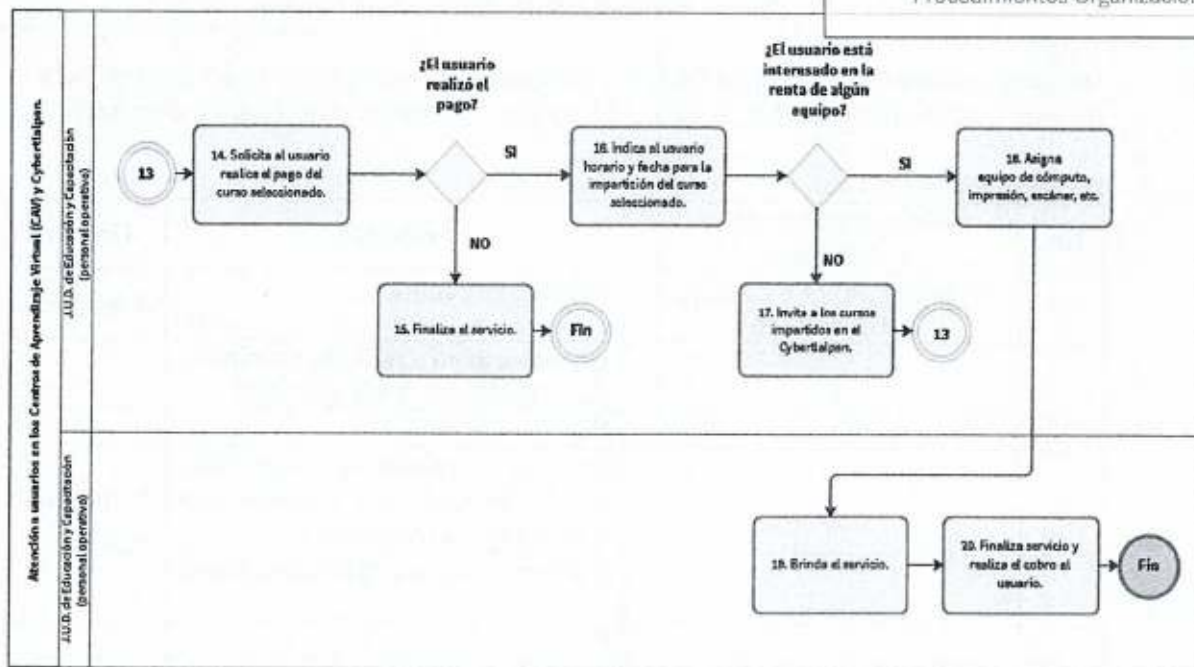 Procedimientos Organizacion
Atención a usuarios en los Centros de Aprendizaje Virtual (CAV) y Cybertlalpan.
J.U.D. de Educación y Capacitación
(personal operativo)
13
14. Solicita al usuario
realice el pago del
curso seleccionado.
¿El usuario
realizó el
pago?
SI
NO
15. Finaliza el servicio.
Fin
16. Indica al usuario
horario y fecha para la
impartición del curso
seleccionado.
¿El usuario está
interesado en la
renta de algún
equipo?
SI
NO
17. Invita a los cursos
impartidos en el
Cybertlalpan.
13
18. Asigna
equipo de cómputo,
impresión, escáner, etc.
J.U.D. de Educación y Capacitación
(personal operativo)
19. Brinda el servicio.
20. Finaliza servicio y
realiza el cobro al
usuario.
Fin